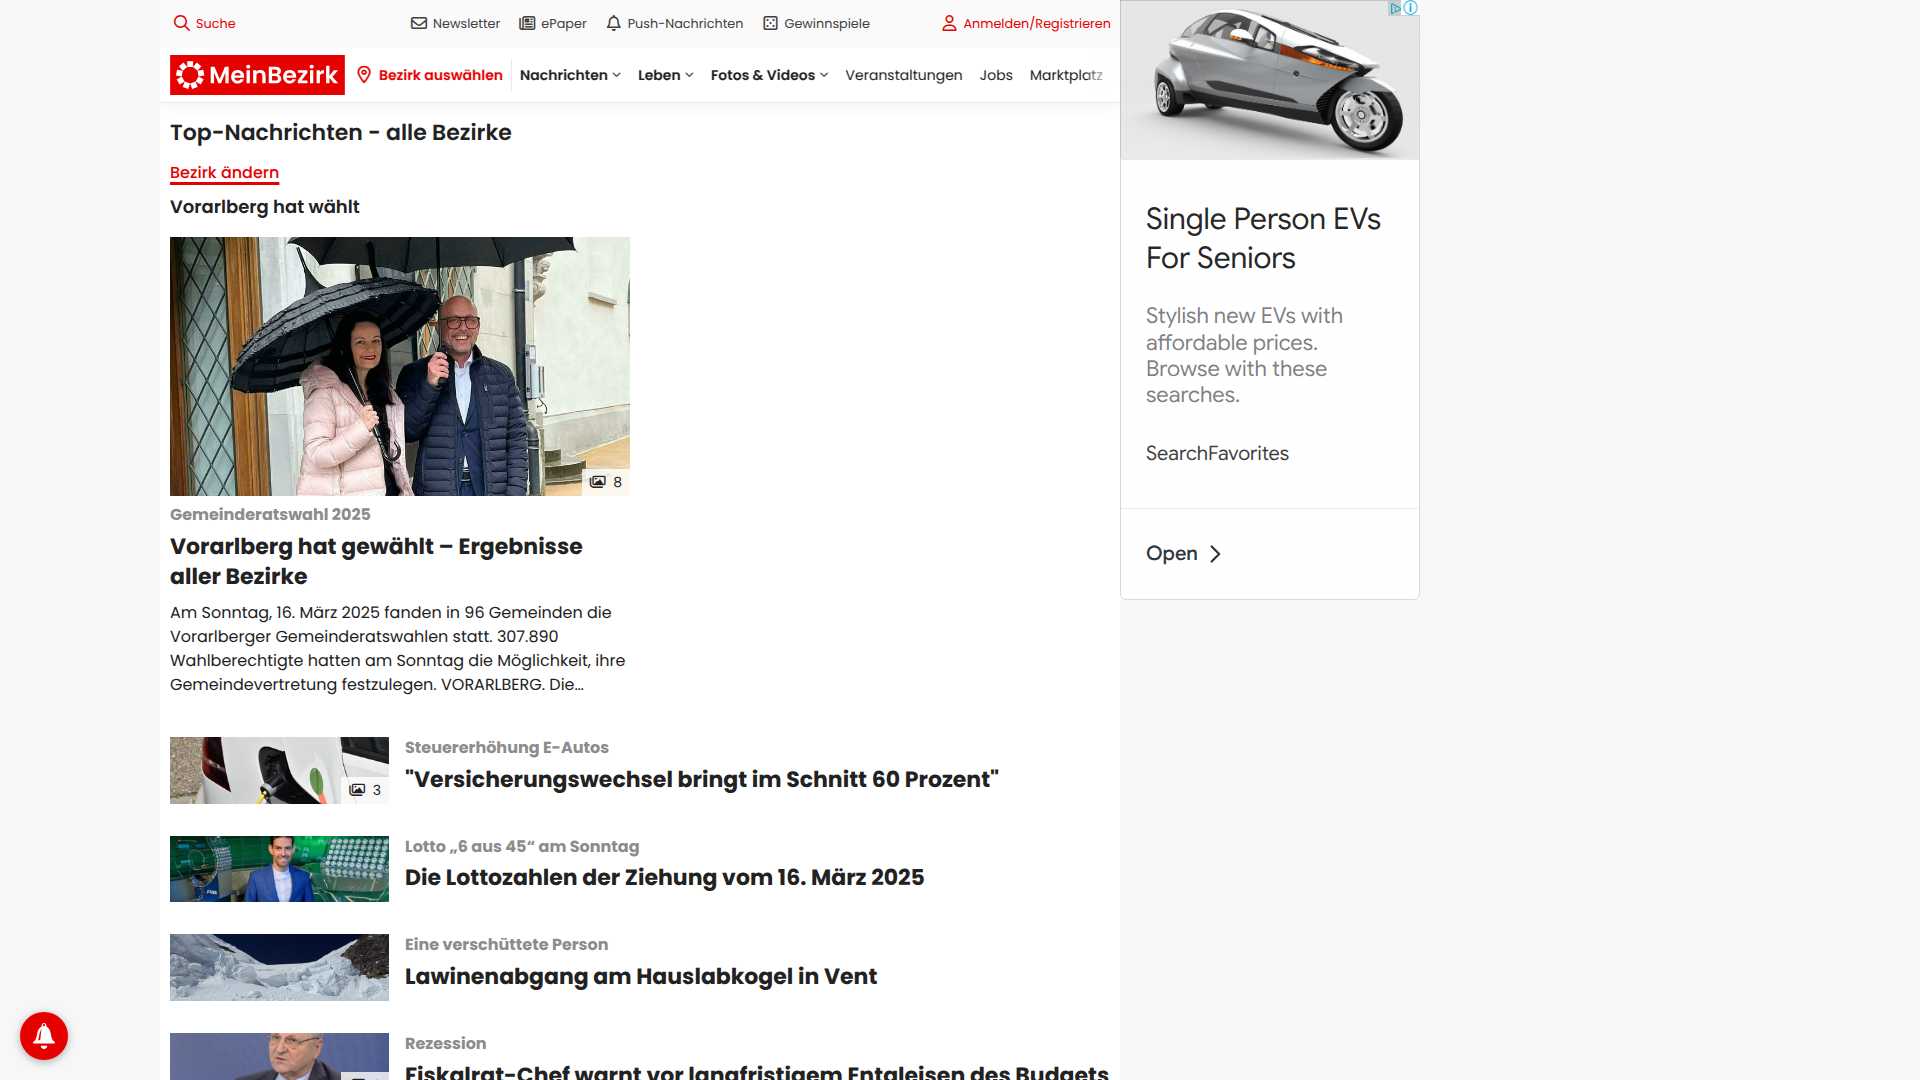 Suche
Newsletter
ePaper
Push-Nachrichten
Gewinnspiele
Anmelden/Registrieren
MeinBezirk
Bezirk auswählen
Nachrichten
Leben
Fotos & Videos
Veranstaltungen
Jobs
Marktplatz
Top-Nachrichten - alle Bezirke
Bezirk ändern
Vorarlberg hat wählt
8
Gemeinderatswahl 2025
Vorarlberg hat gewählt – Ergebnisse
aller Bezirke
Am Sonntag, 16. März 2025 fanden in 96 Gemeinden die
Vorarlberger Gemeinderatswahlen statt. 307.890
Wahlberechtigte hatten am Sonntag die Möglichkeit, ihre
Gemeindevertretung festzulegen. VORARLBERG. Die...
3
Steuererhöhung E-Autos
"Versicherungswechsel bringt im Schnitt 60 Prozent"
Lotto „6 aus 45“ am Sonntag
Die Lottozahlen der Ziehung vom 16. März 2025
Eine verschüttete Person
Lawinenabgang am Hauslabkogel in Vent
Rezession
Fiskalrat-Chef warnt vor langfristigem Entgleisen des Budgets
Single Person EVs
For Seniors
Stylish new EVs with
affordable prices.
Browse with these
searches.
SearchFavorites
Open